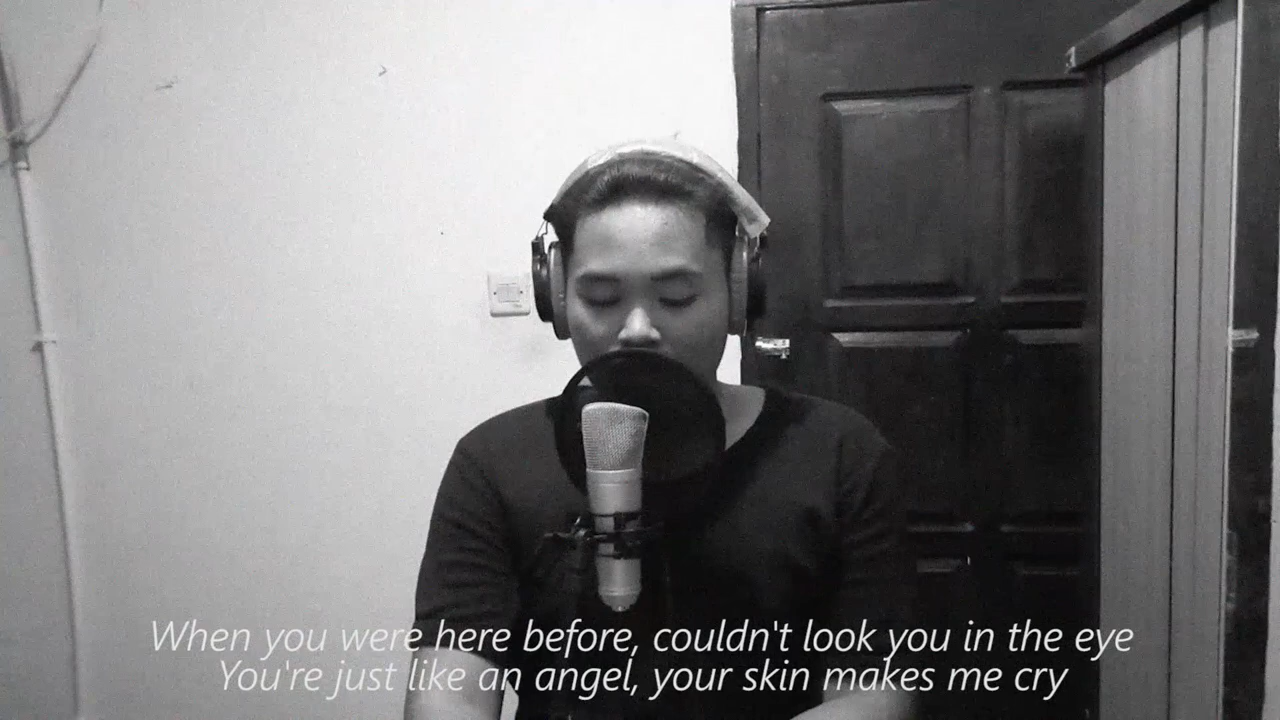 When you were here before, couldn't look you in the eye
You're just like an angel, your skin makes me cry